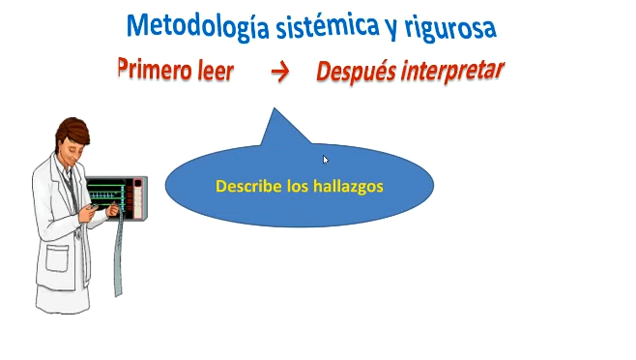 Metodología sistémica y rigurosa
Primero leer → Después interpretar
Describe los hallazgos